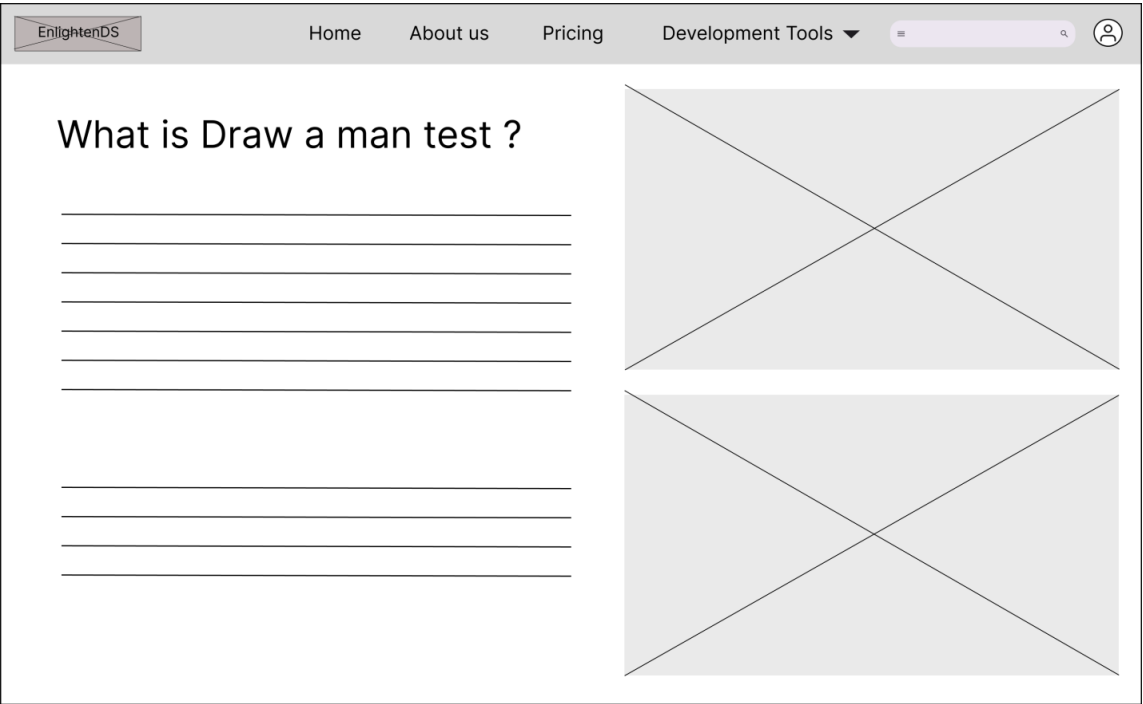 EnlightenDS
Home About us Pricing Development Tools
What is Draw a man test ?